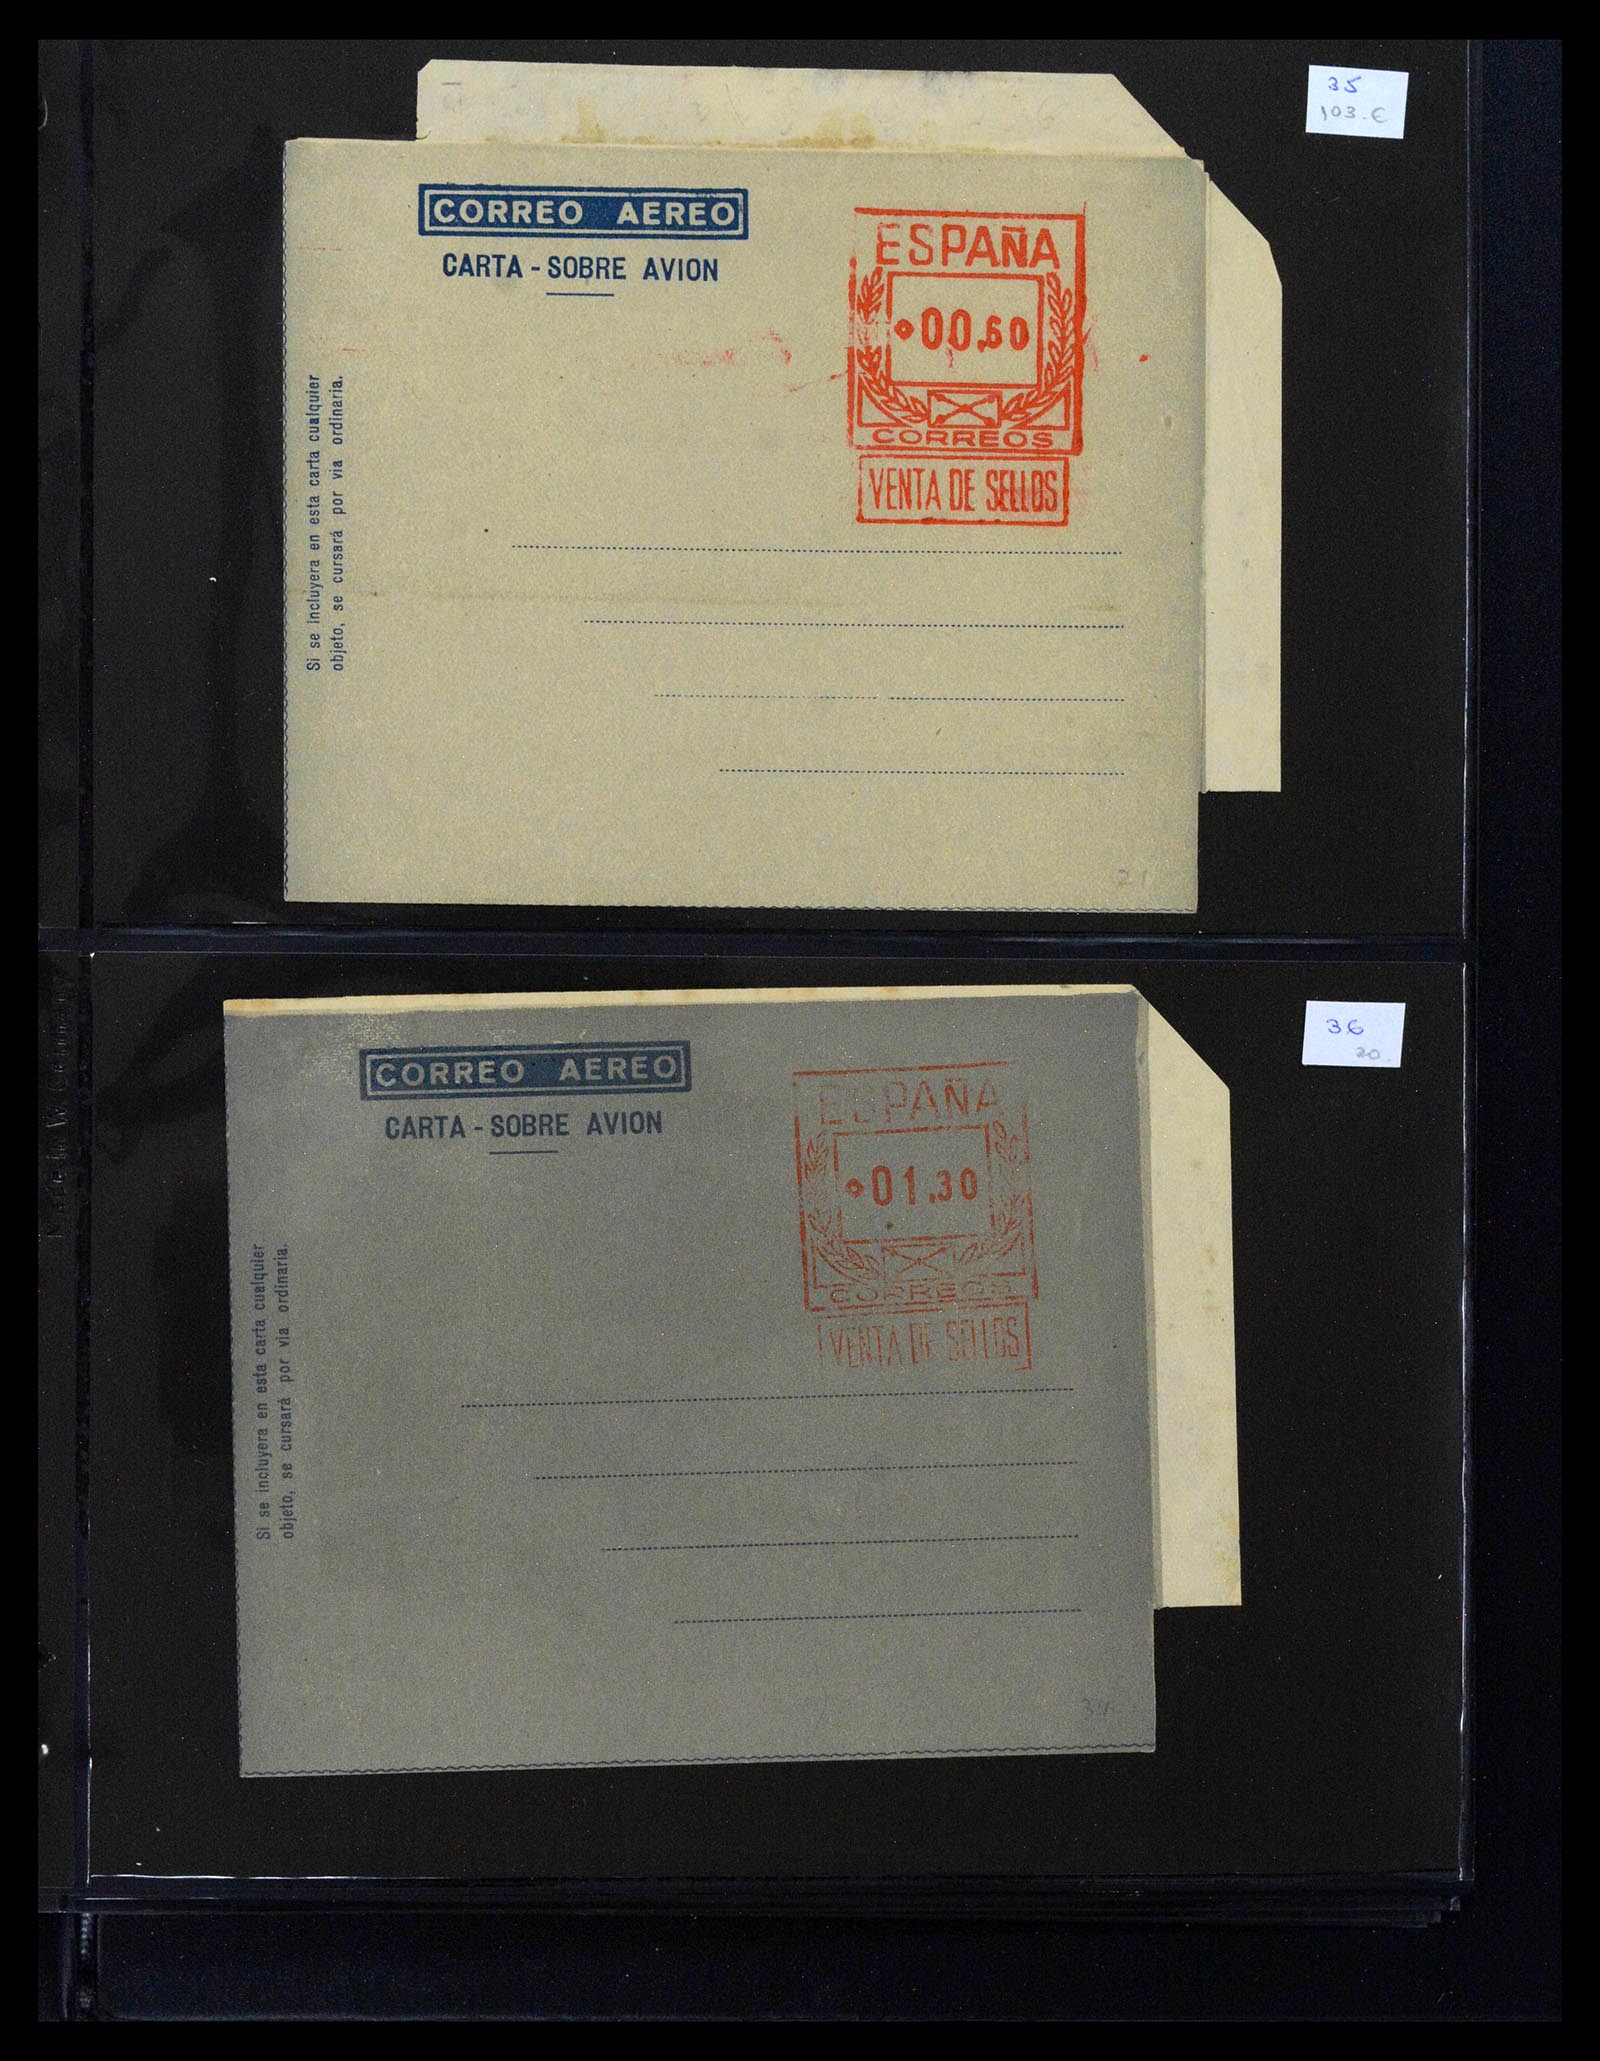 35
103.€
CORREO AEREO
CARTA - SOBRE AVION
ESPAÑA
00,60
CORREOS
VENTA DE SELLOS
Si se incluyera en esta carta cualquier
objeto, se cursará por via ordinaria.
21
36
20.
CORREO AEREO
CARTA - SOBRE AVION
ESPAÑA
01,30
CORREOS
VENTA DE SELLOS
Si se incluyera en esta carta cualquier
objeto, se cursará por via ordinaria.